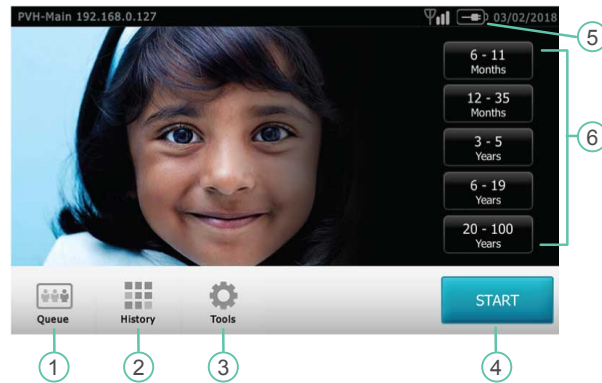 PVH-Main 192.168.0.127
03/02/2018
5
6 - 11
Months
12 - 35
Months
3 - 5
Years
6 - 19
Years
20 - 100
Years
6
Queue
History
Tools
START
1
2
3
4